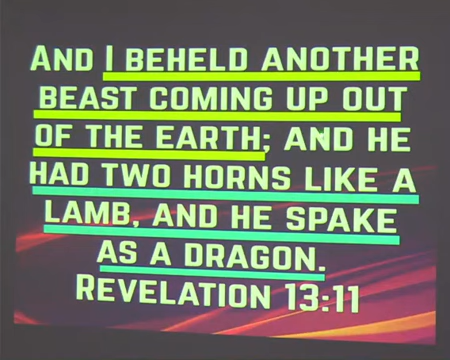 And I beheld another
beast coming up out
of the earth; and he
had two horns like a
lamb, and he spake
as a dragon.
Revelation 13:11